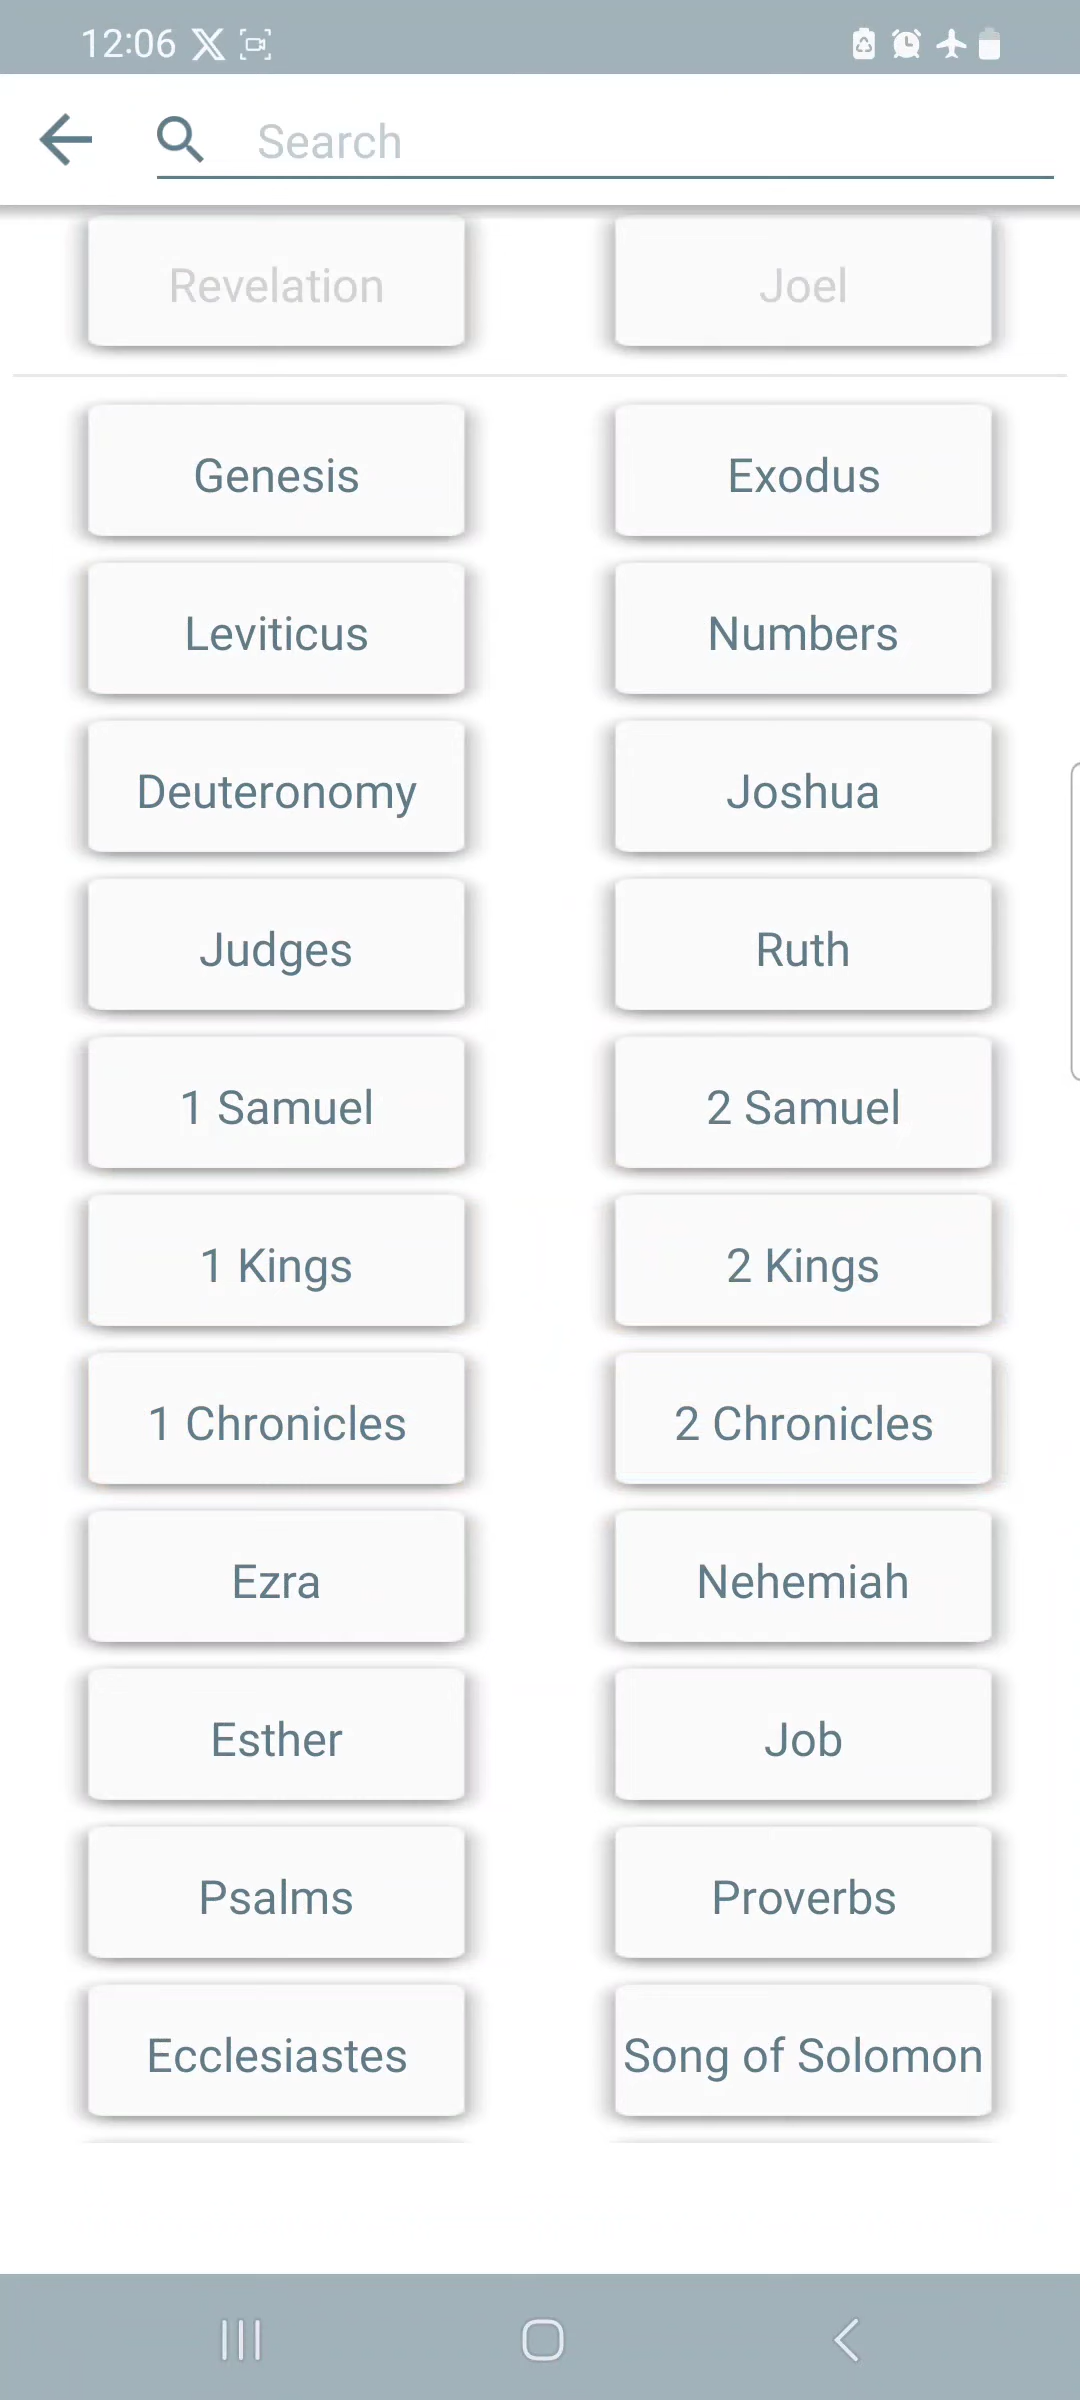 12:06
Search
Revelation Joel
Genesis Exodus
Leviticus Numbers
Deuteronomy Joshua
Judges Ruth
1 Samuel 2 Samuel
1 Kings 2 Kings
1 Chronicles 2 Chronicles
Ezra Nehemiah
Esther Job
Psalms Proverbs
Ecclesiastes Song of Solomon